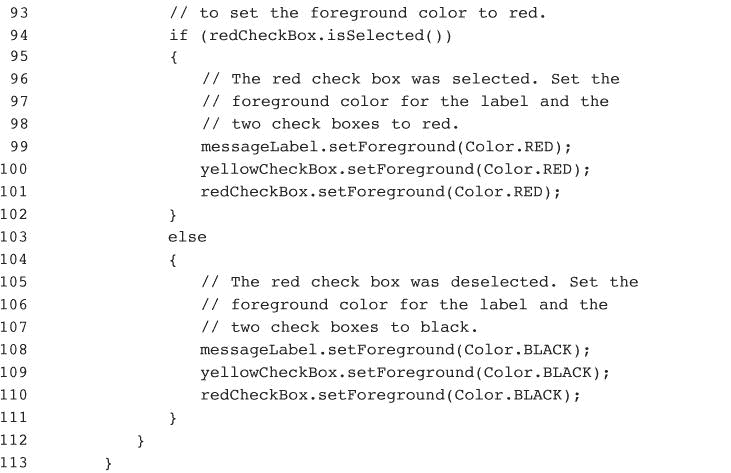 93 // to set the foreground color to red.
94 if (redCheckBox.isSelected())
95 {
96 // The red check box was selected. Set the
97 // foreground color for the label and the
98 // two check boxes to red.
99 messageLabel.setForeground(Color.RED);
100 yellowCheckBox.setForeground(Color.RED);
101 redCheckBox.setForeground(Color.RED);
102 }
103 else
104 {
105 // The red check box was deselected. Set the
106 // foreground color for the label and the
107 // two check boxes to black.
108 messageLabel.setForeground(Color.BLACK);
109 yellowCheckBox.setForeground(Color.BLACK);
110 redCheckBox.setForeground(Color.BLACK);
111 }
112 }
113 }